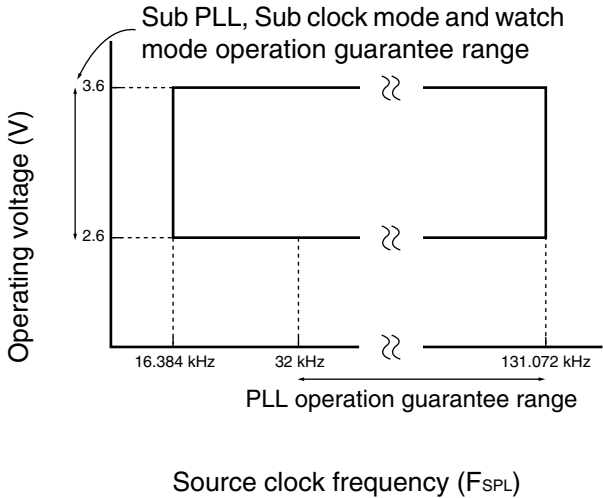 Sub PLL, Sub clock mode and watch
mode operation guarantee range
Operating voltage (V)
3.6
2.6
16.384 kHz
32 kHz
131.072 kHz
PLL operation guarantee range
Source clock frequency (FSPL)